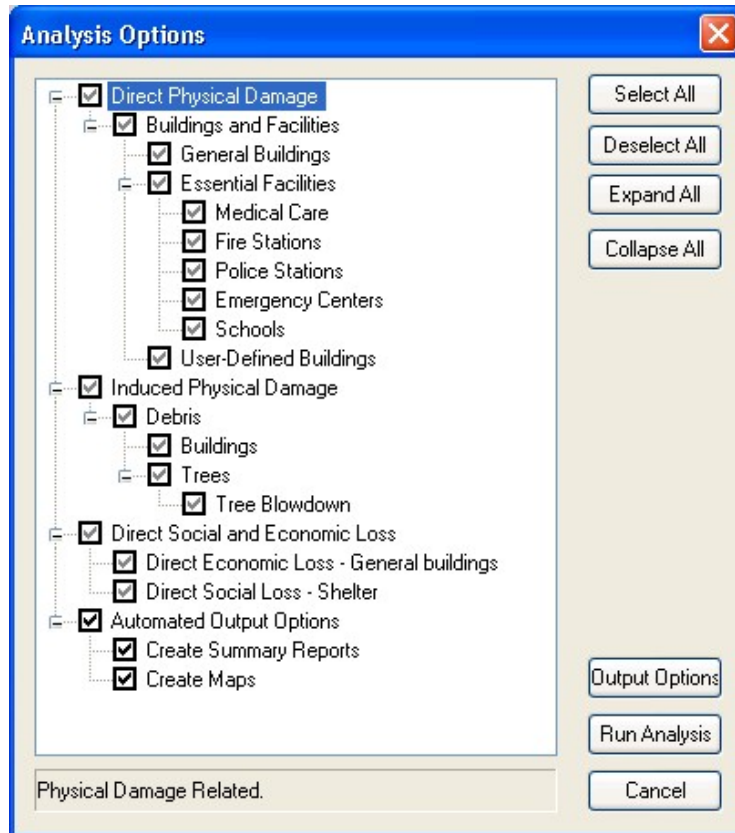 Analysis Options
Direct Physical Damage
Buildings and Facilities
General Buildings
Essential Facilities
Medical Care
Fire Stations
Police Stations
Emergency Centers
Schools
User-Defined Buildings
Induced Physical Damage
Debris
Buildings
Trees
Tree Blowdown
Direct Social and Economic Loss
Direct Economic Loss - General buildings
Direct Social Loss - Shelter
Automated Output Options
Create Summary Reports
Create Maps
Select All
Deselect All
Expand All
Collapse All
Output Options
Run Analysis
Cancel
Physical Damage Related.